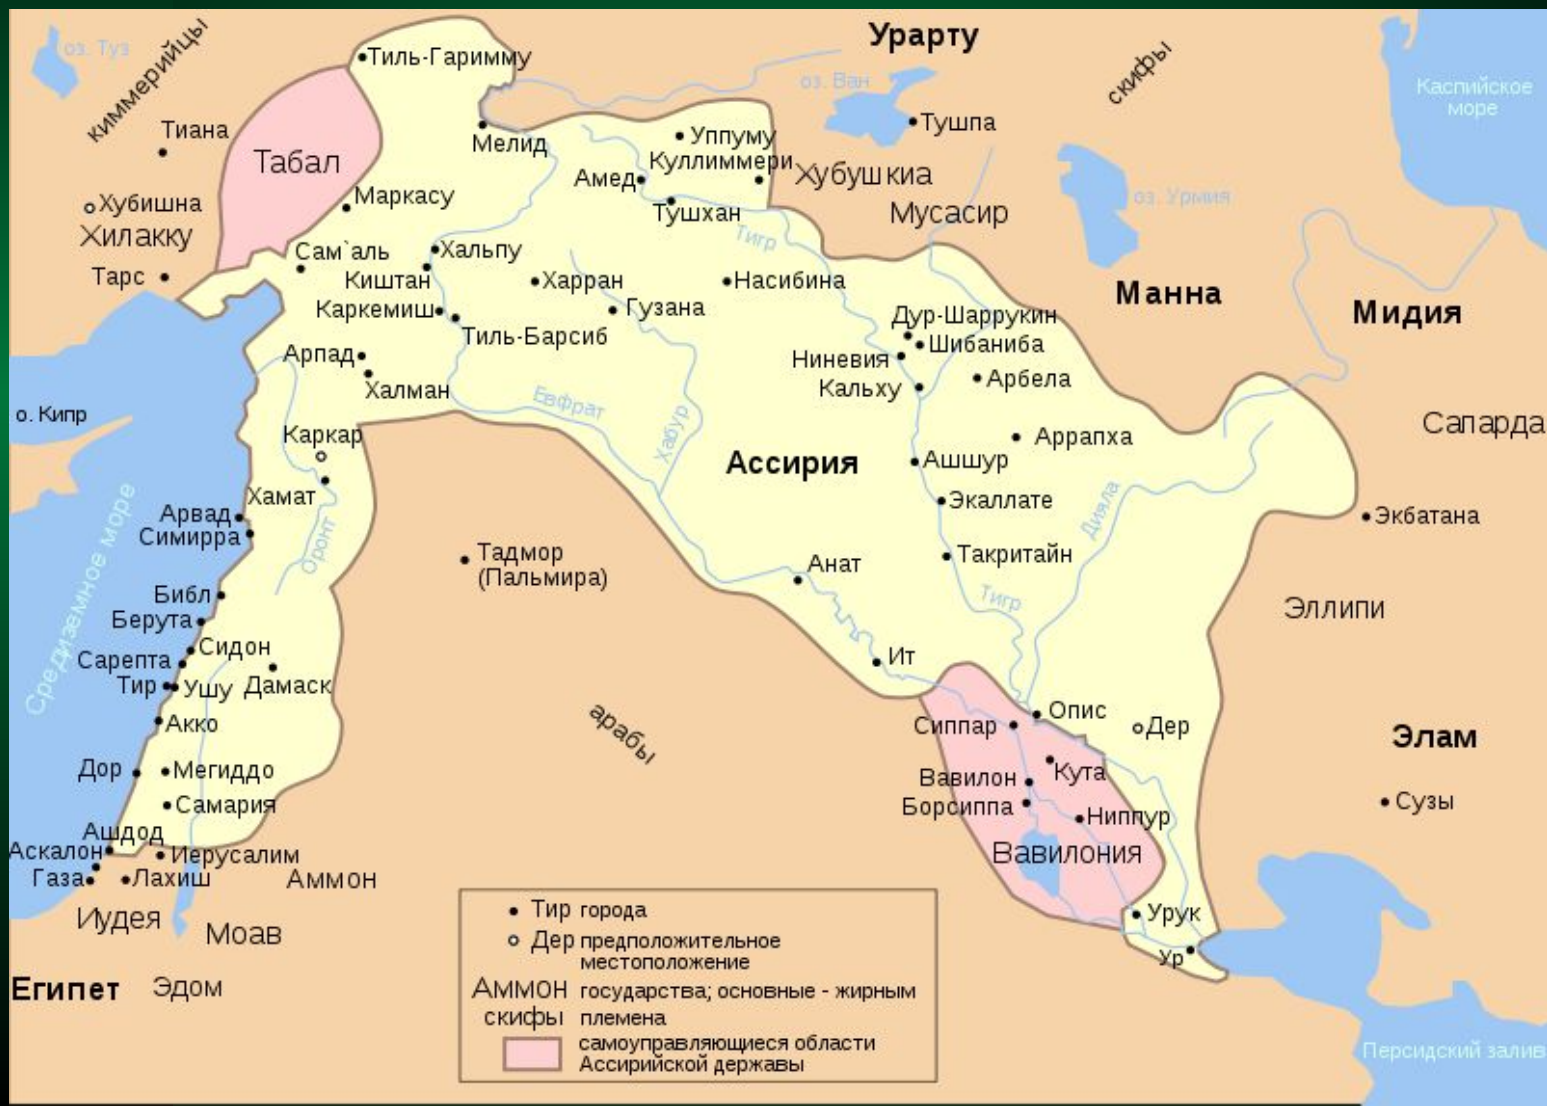 оз. Туз
киммерийцы
Тиль-Гаримму
Урарту
скифы
Каспийское
море
оз. Ван
Тушпа
Тиана
Табал
Мелид
Уппуму
Куллиммери
Амед
Тушхан
Хубушкиа
Мусасир
оз. Урмия
Хубишна
Хилакку
Тарс
Маркасу
Сам`аль
Хальпу
Киштан
Каркемиш
Тиль-Барсиб
Харран
Гузана
Насибина
Тигр
Манна
Мидия
Дур-Шаррукин
Шибаниба
Ниневия
Кальху
Арбела
Арпад
Халман
Евфрат
Хабур
о. Кипр
Каркар
Хамат
Ассирия
Аррапха
Ашшур
Экаллате
Сапарда
Экбатана
Дияла
Арвад
Симирра
Оронт
Средиземное море
Тадмор
(Пальмира)
Анат
Такритайн
Тигр
Эллипи
Библ
Берута
Сидон
Сарепта
Тир
Ушу
Дамаск
Ит
Акко
арабы
Опис
Сиппар
Дер
Элам
Дор
Мегиддо
Самария
Вавилон
Кута
Борсиппа
Ниппур
Сузы
Ашдод
Аскалон
Иерусалим
Газа
Лахиш
Аммон
Вавилония
Иудея
Моав
Урук
Ур
Египет
Эдом
Персидский залив
Тир города
Дер предположительное
местоположение
Аммон государства; основные - жирным
скифы племена
самоуправляющиеся области
Ассирийской державы